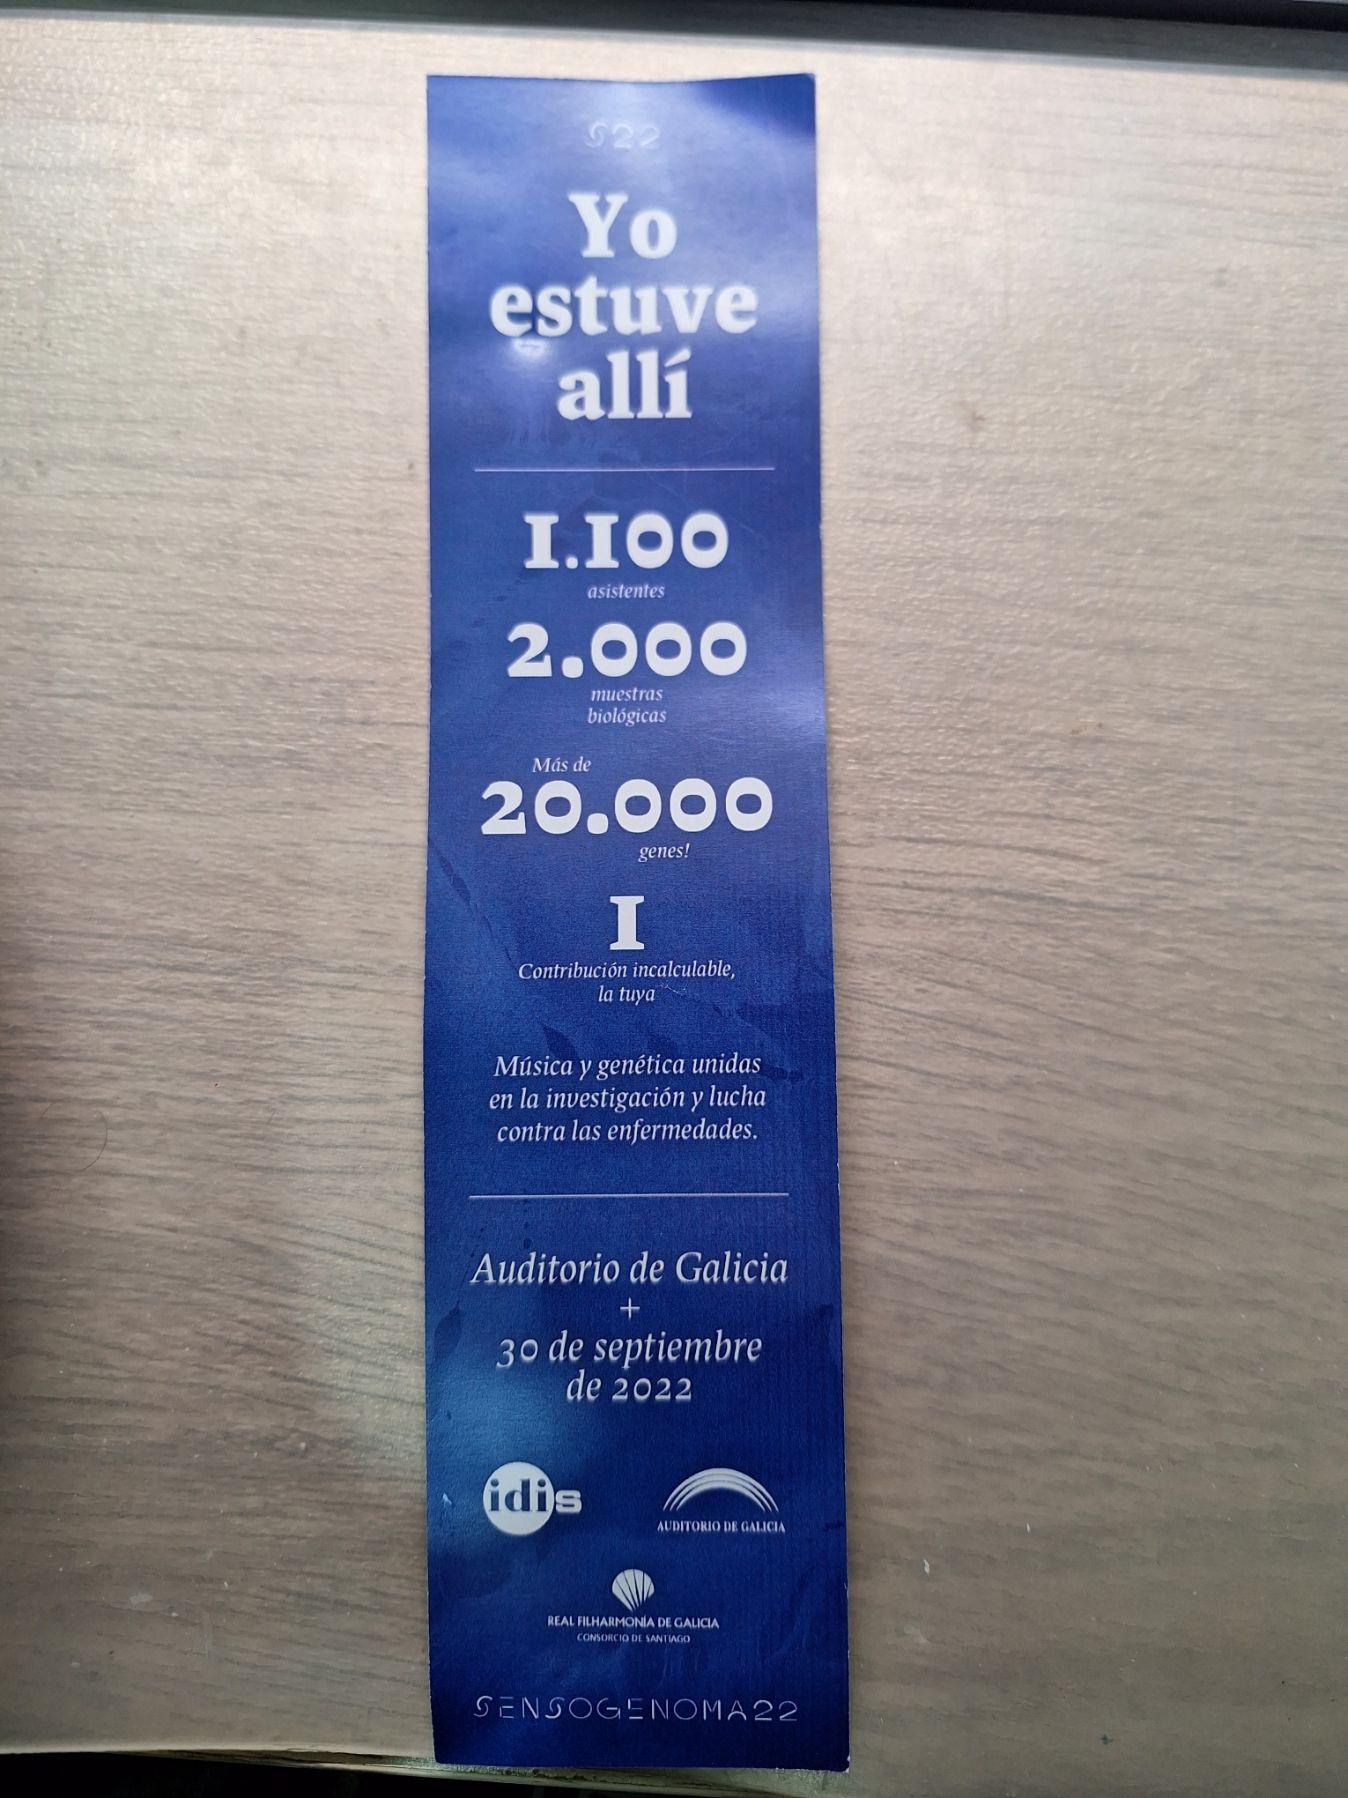 S22
Yo
estuve
allí
1.100
asistentes
2.000
muestras
biológicas
Más de
20.000
genes!
1
Contribución incalculable,
la tuya
Música y genética unidas
en la investigación y lucha
contra las enfermedades.
Auditorio de Galicia
+
30 de septiembre
de 2022
idis
AUDITORIO DE GALICIA
REAL FILHARMONÍA DE GALICIA
CONSORCIO DE SANTIAGO
SENSOGENOMA22